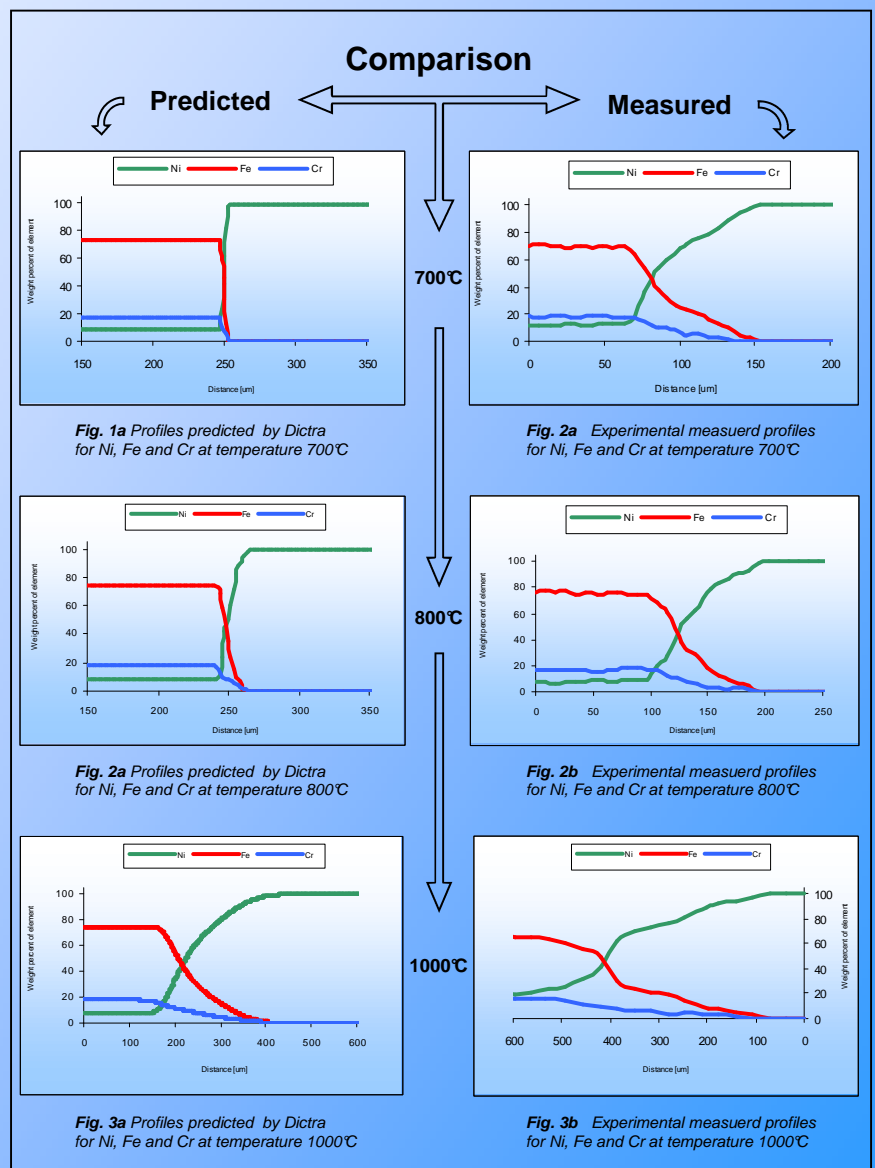 Comparison
Predicted
Measured
Ni Fe Cr
Weight percent of element
100
80
60
40
20
0
150 200 250 300 350
Distance [um]
Fig. 1a Profiles predicted by Dictra
for Ni, Fe and Cr at temperature 700°C
700°C
Ni Fe Cr
Weight percent of element
100
80
60
40
20
0
0 50 100 150 200
Distance [um]
Fig. 2a Experimental measuerd profiles
for Ni, Fe and Cr at temperature 700°C
Ni Fe Cr
Weight percent of element
100
80
60
40
20
0
150 200 250 300 350
Distance [um]
Fig. 2a Profiles predicted by Dictra
for Ni, Fe and Cr at temperature 800°C
800°C
Ni Fe Cr
Weight percent of element
100
80
60
40
20
0
0 50 100 150 200 250
Distance [um]
Fig. 2b Experimental measuerd profiles
for Ni, Fe and Cr at temperature 800°C
Ni Fe Cr
Weight percent of element
100
80
60
40
20
0
0 100 200 300 400 500 600
Distance [um]
Fig. 3a Profiles predicted by Dictra
for Ni, Fe and Cr at temperature 1000°C
1000°C
Ni Fe Cr
100
80
60
40
20
0
Weight percent of element
600 500 400 300 200 100 0
Distance [um]
Fig. 3b Experimental measuerd profiles
for Ni, Fe and Cr at temperature 1000°C